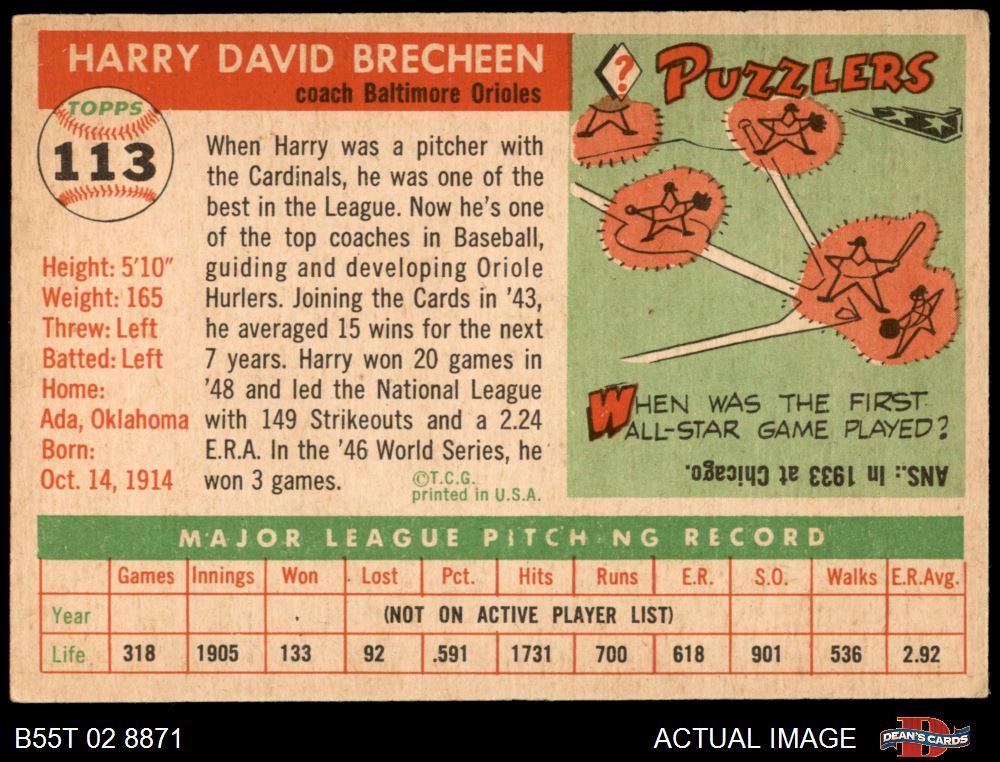 HARRY DAVID BRECHEEN
coach Baltimore Orioles
TOPPS
113
Height: 5'10"
Weight: 165
Threw: Left
Batted: Left
Home:
Ada, Oklahoma
Born:
Oct. 14, 1914
When Harry was a pitcher with
the Cardinals, he was one of the
best in the League. Now he's one
of the top coaches in Baseball,
guiding and developing Oriole
Hurlers. Joining the Cards in '43,
he averaged 15 wins for the next
7 years. Harry won 20 games in
'48 and led the National League
with 149 Strikeouts and a 2.24
E.R.A. In the '46 World Series, he
won 3 games.
©T.C.G.
printed in U.S.A.
? PUZZLERS
WHEN WAS THE FIRST
ALL-STAR GAME PLAYED?
ANS.: In 1933 at Chicago.
MAJOR LEAGUE PITCHING RECORD
Games Innings Won Lost Pct. Hits Runs E.R. S.O. Walks E.R.Avg.
Year (NOT ON ACTIVE PLAYER LIST)
Life 318 1905 133 92 .591 1731 700 618 901 536 2.92
B55T 02 8871
ACTUAL IMAGE
DEAN'S CARDS